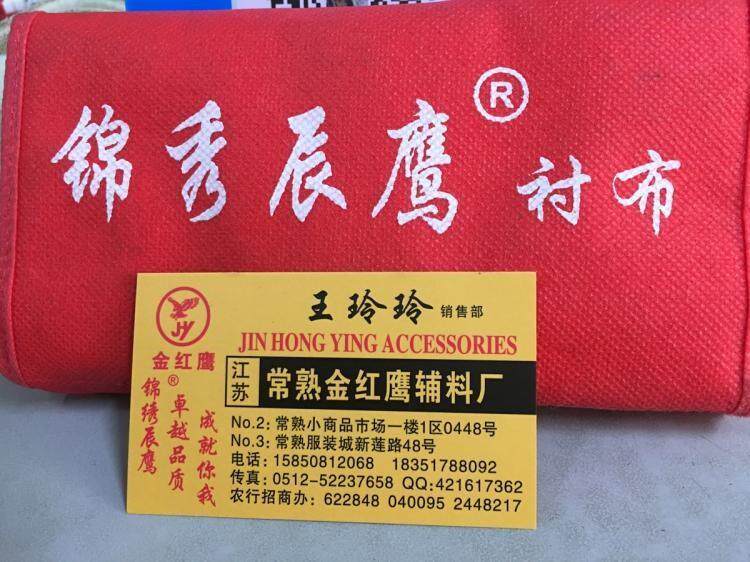 锦秀辰鹰® 衬布
JY
金红鹰®
锦绣辰鹰
卓越品质
成就你我
王玲玲 销售部
JIN HONG YING ACCESSORIES
江苏 常熟金红鹰辅料厂
No.2: 常熟小商品市场一楼1区0448号
No.3: 常熟服装城新莲路48号
电话: 15850812068 18351788092
传真: 0512-52237658 QQ:421617362
农行招商办: 622848 040095 2448217